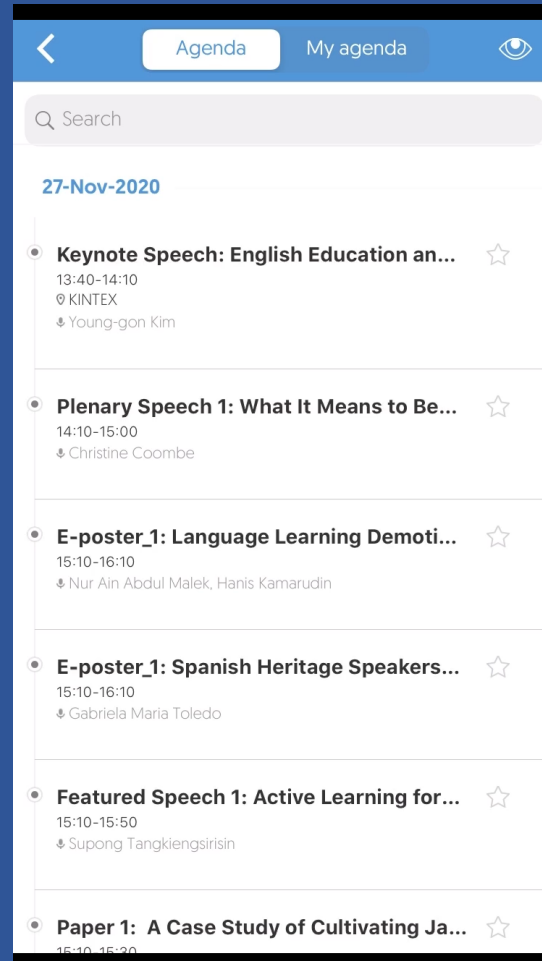 Agenda
My agenda
Search
27-Nov-2020
Keynote Speech: English Education an...
13:40-14:10
KINTEX
Young-gon Kim
Plenary Speech 1: What It Means to Be...
14:10-15:00
Christine Coombe
E-poster_1: Language Learning Demoti...
15:10-16:10
Nur Ain Abdul Malek, Hanis Kamarudin
E-poster_1: Spanish Heritage Speakers...
15:10-16:10
Gabriela Maria Toledo
Featured Speech 1: Active Learning for...
15:10-15:50
Supong Tangkiengsirisin
Paper 1: A Case Study of Cultivating Ja...
15:10-15:30